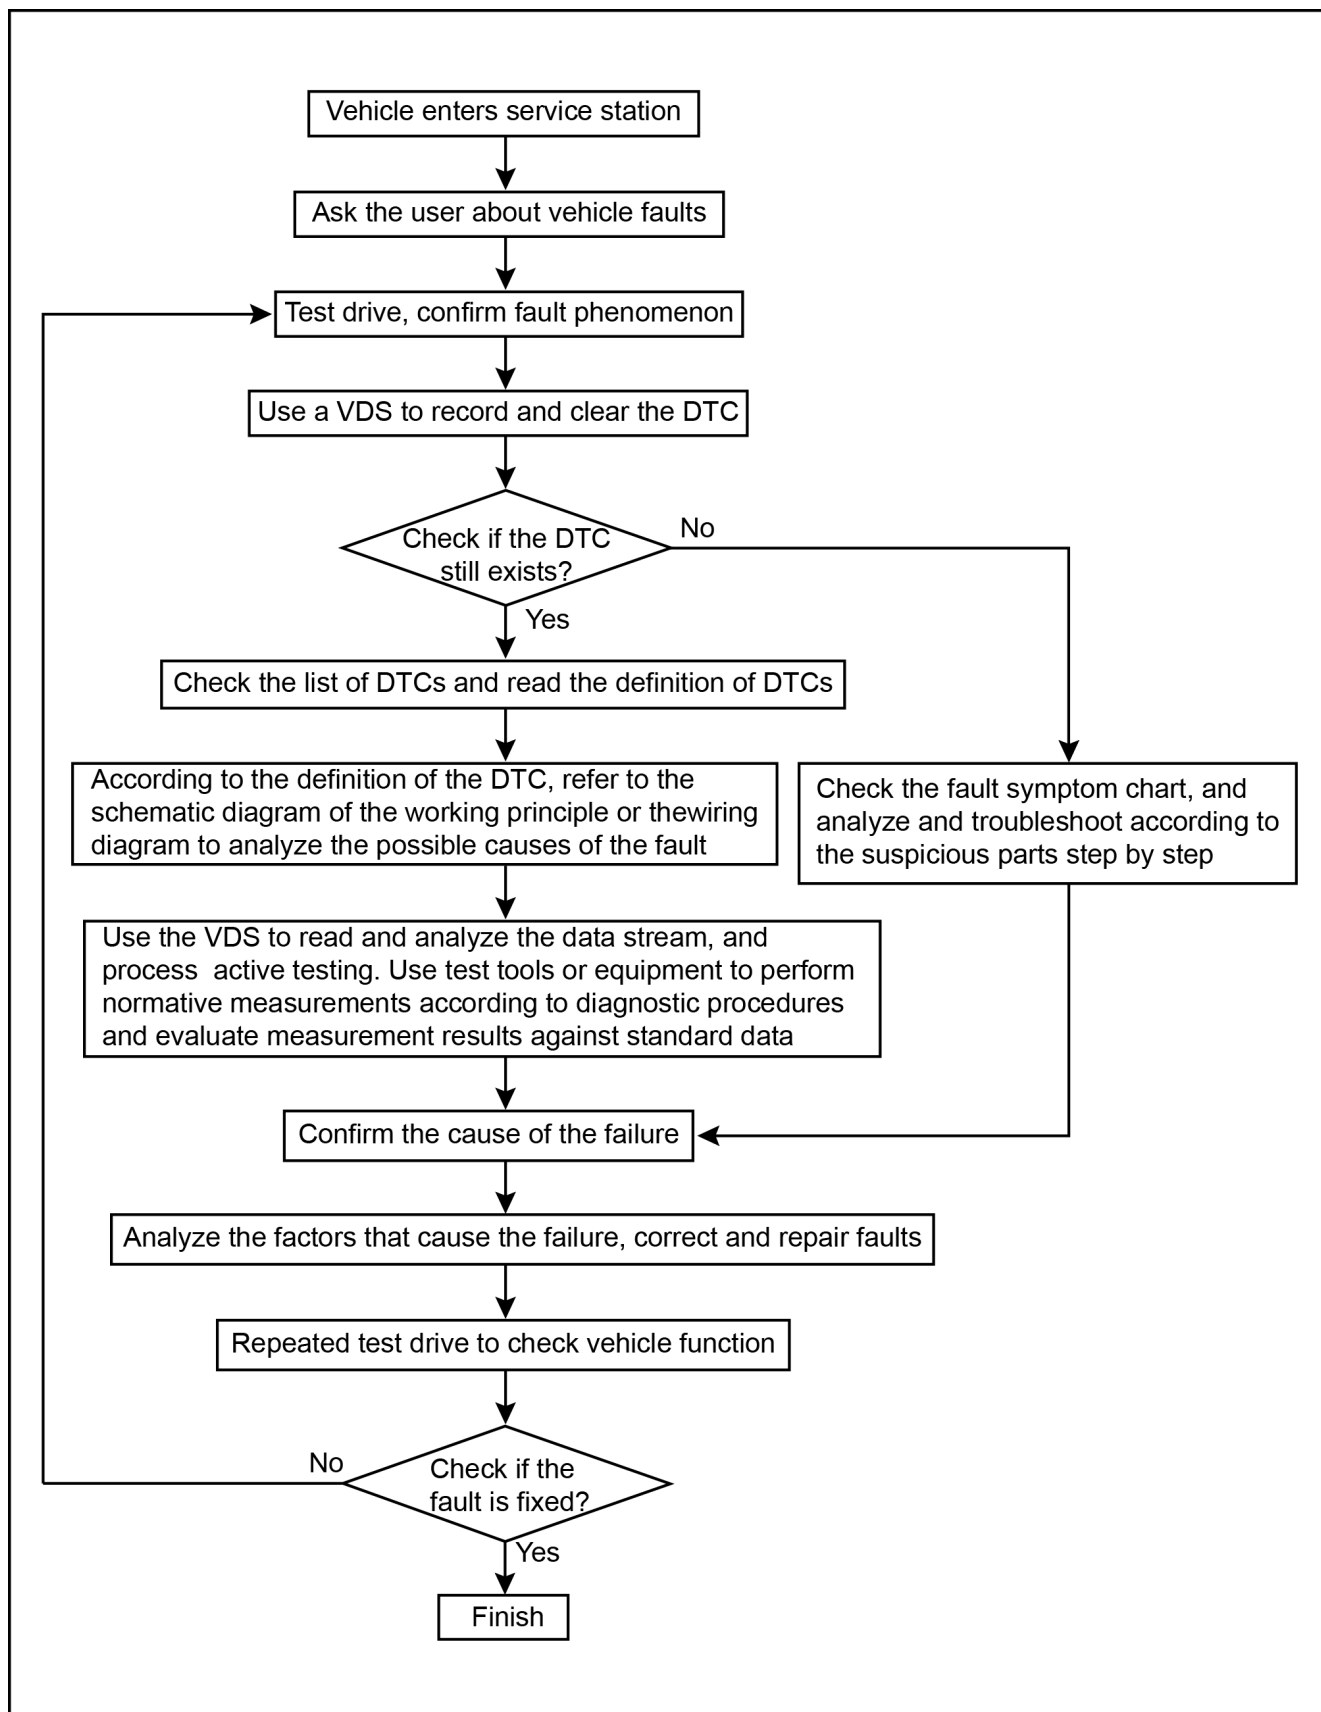 Vehicle enters service station
Ask the user about vehicle faults
Test drive, confirm fault phenomenon
Use a VDS to record and clear the DTC
Check if the DTC
still exists?
No
Yes
Check the list of DTCs and read the definition of DTCs
According to the definition of the DTC, refer to the
schematic diagram of the working principle or thewiring
diagram to analyze the possible causes of the fault
Check the fault symptom chart, and
analyze and troubleshoot according to
the suspicious parts step by step
Use the VDS to read and analyze the data stream, and
process  active testing. Use test tools or equipment to perform
normative measurements according to diagnostic procedures
and evaluate measurement results against standard data
Confirm the cause of the failure
Analyze the factors that cause the failure, correct and repair faults
Repeated test drive to check vehicle function
No
Check if the
fault is fixed?
Yes
Finish